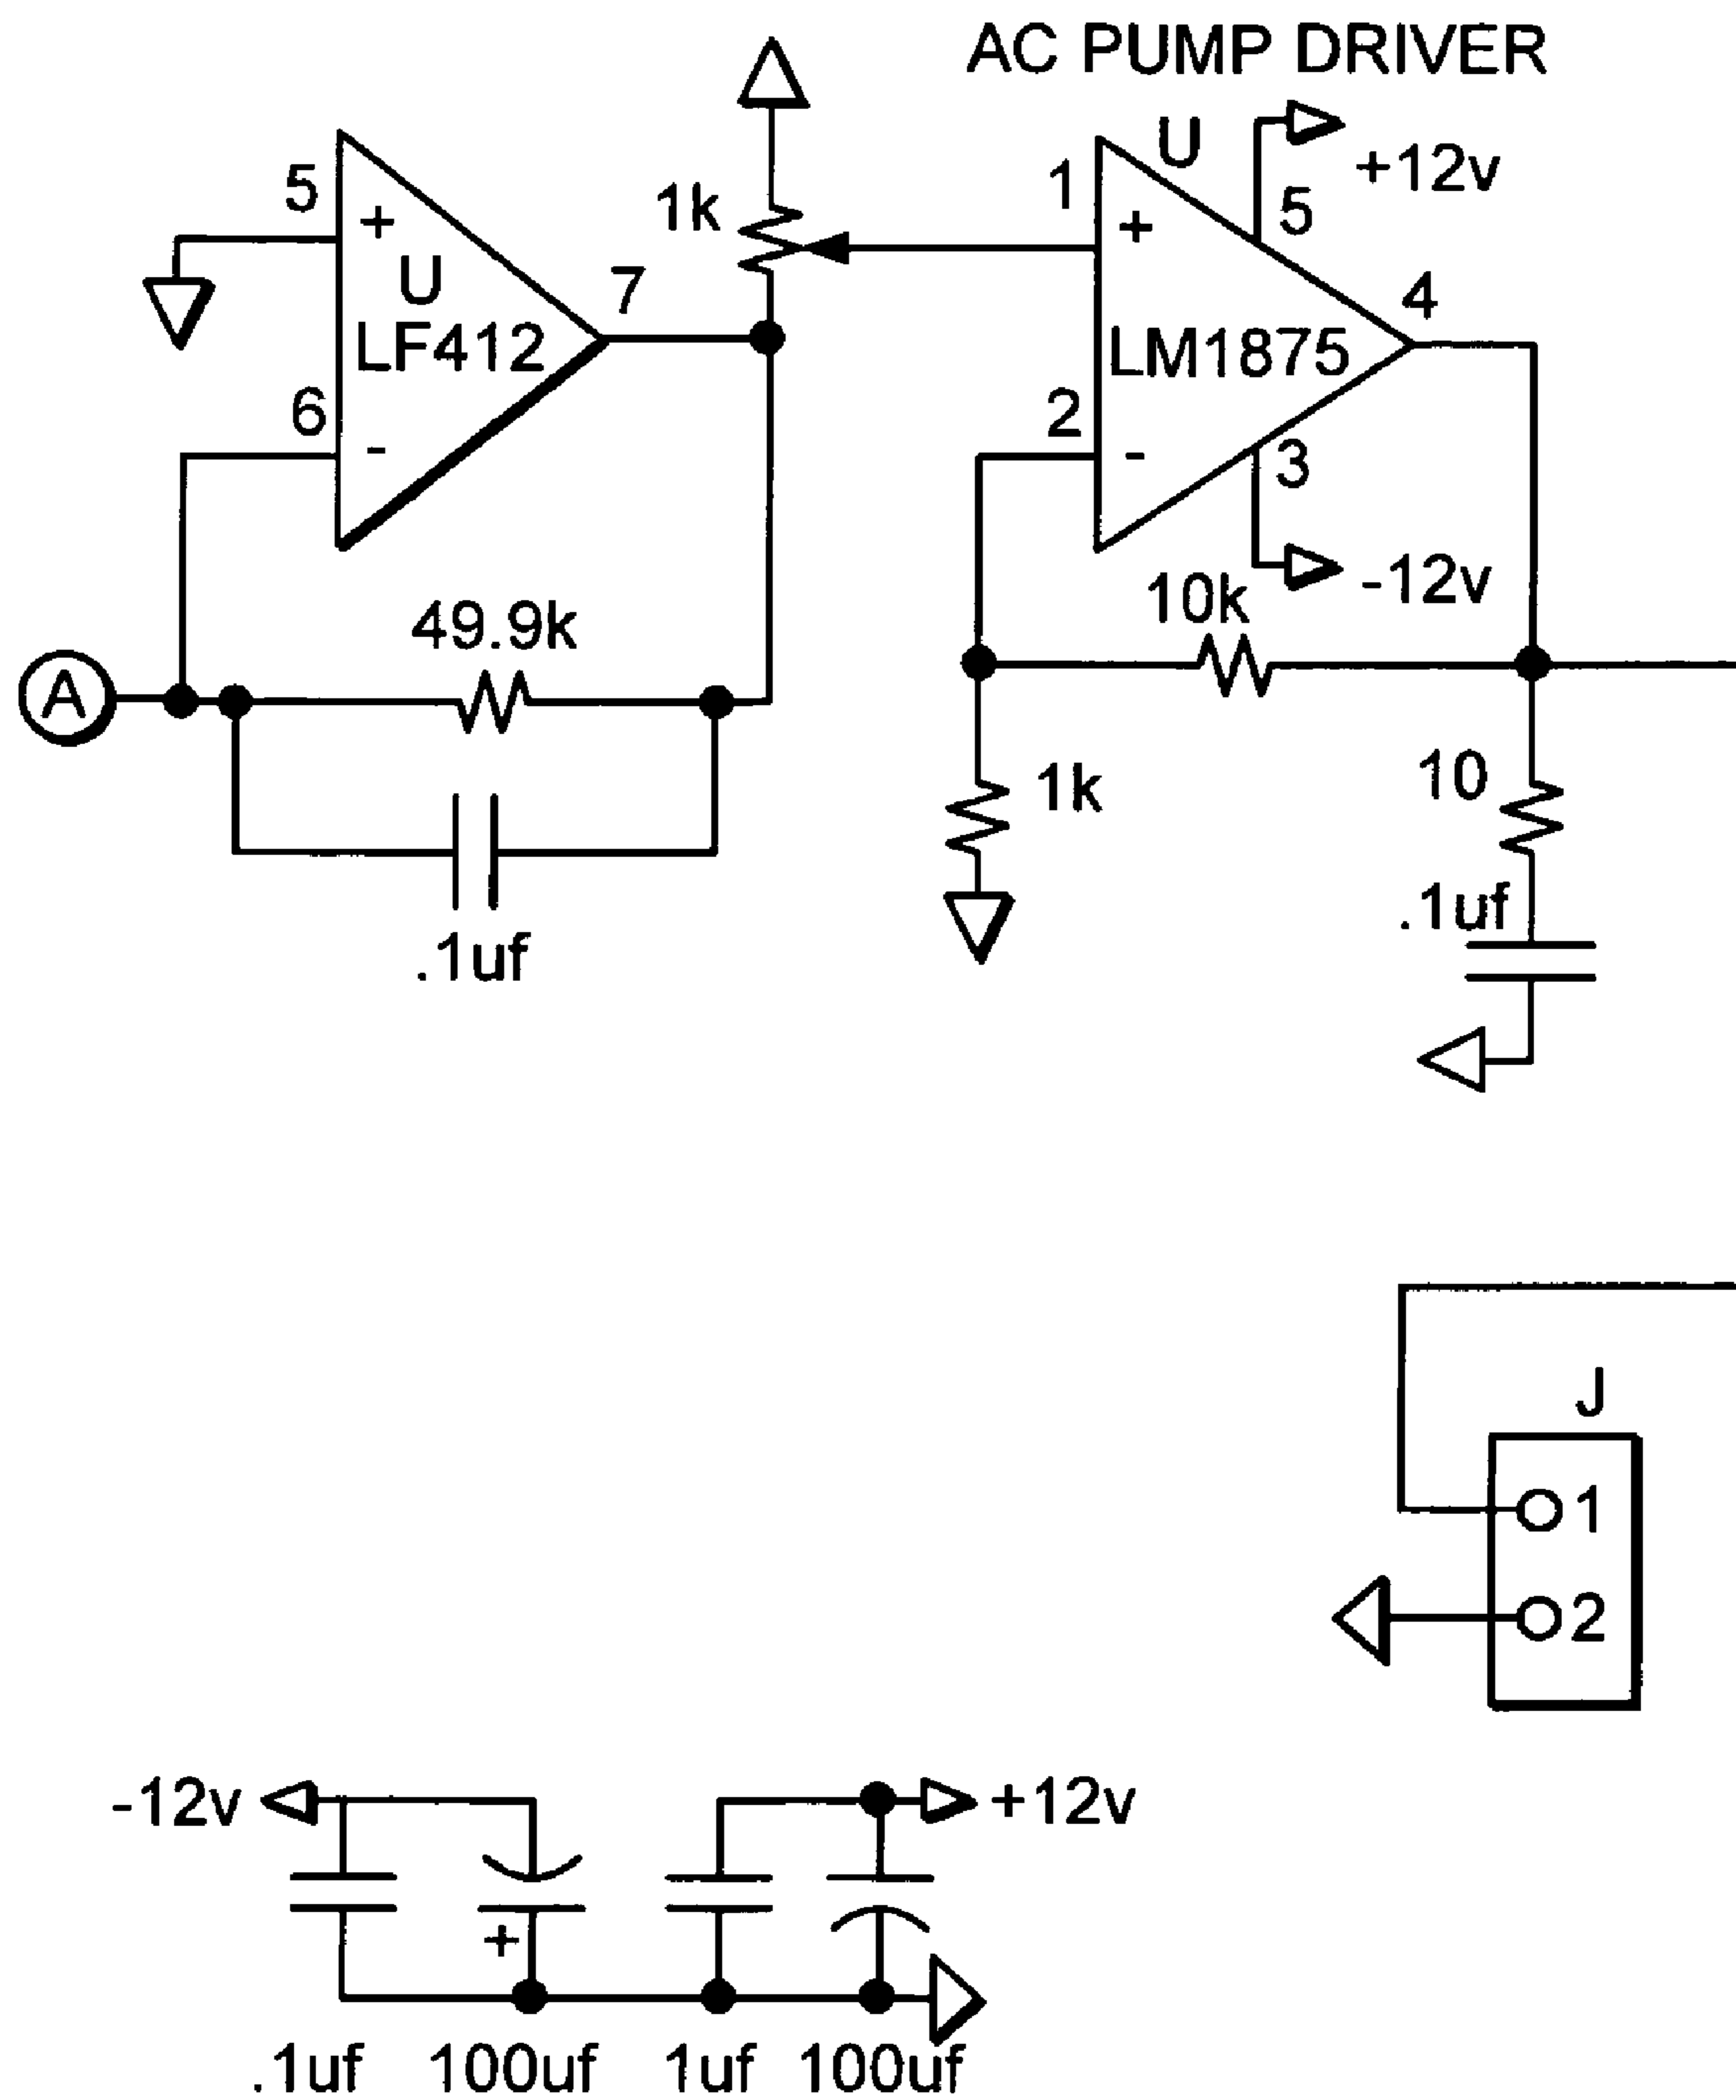 AC PUMP DRIVER
U
+12v
5
1
5
1k
+
+
U
7
4
LF412
LM1875
6
2
-
-
3
-12v
10k
49.9k
A
1k
10
.1uf
.1uf
J
1
2
-12v
+12v
+
.1uf 100uf 1uf 100uf